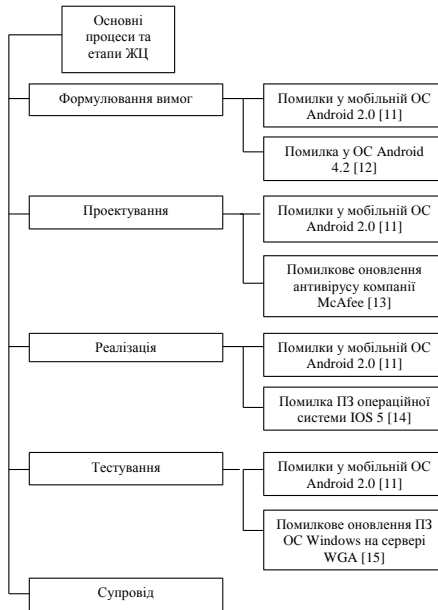 Основні
процеси та
етапи ЖЦ
Формулювання вимог
Помилки у мобільній ОС
Android 2.0 [11]
Помилка у ОС Android
4.2 [12]
Проектування
Помилки у мобільній ОС
Android 2.0 [11]
Помилкове оновлення
антивірусу компанії
McAfee [13]
Реалізація
Помилки у мобільній ОС
Android 2.0 [11]
Помилка ПЗ операційної
системи IOS 5 [14]
Тестування
Помилки у мобільній ОС
Android 2.0 [11]
Помилкове оновлення ПЗ
ОС Windows на сервері
WGA [15]
Супровід